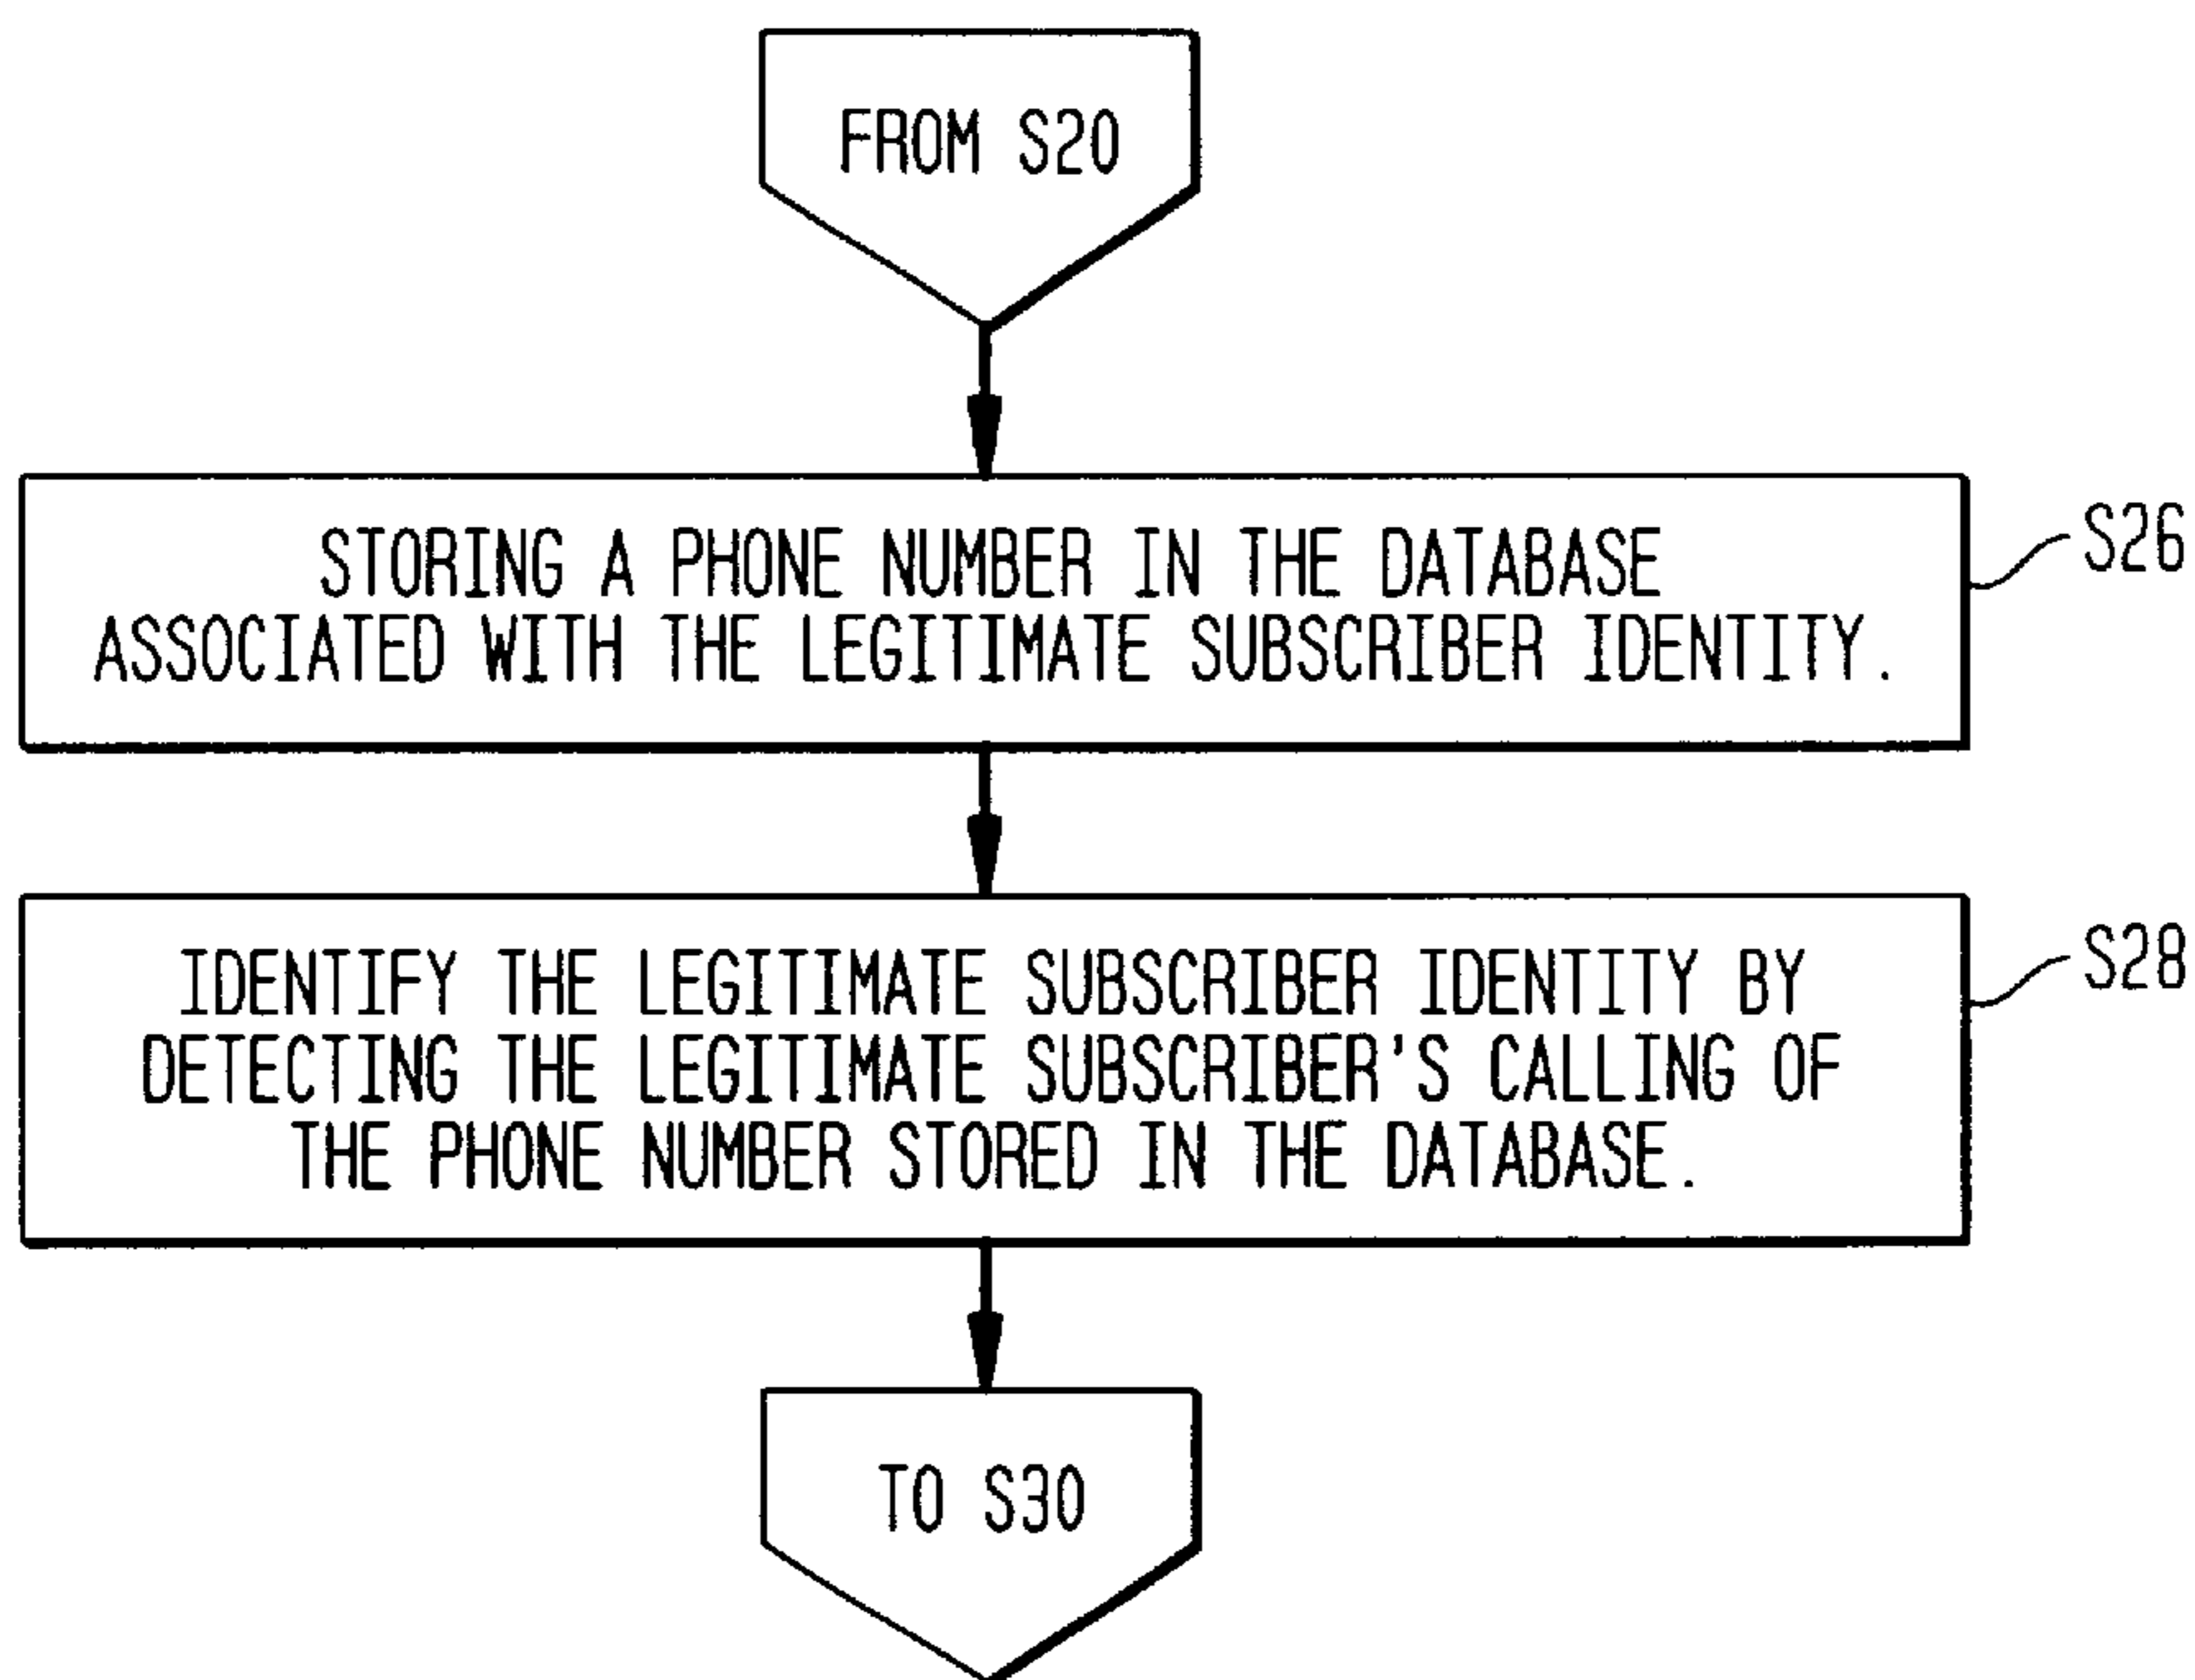 FROM S20
STORING A PHONE NUMBER IN THE DATABASE
ASSOCIATED WITH THE LEGITIMATE SUBSCRIBER IDENTITY.
S26
IDENTIFY THE LEGITIMATE SUBSCRIBER IDENTITY BY
DETECTING THE LEGITIMATE SUBSCRIBER'S CALLING OF
THE PHONE NUMBER STORED IN THE DATABASE.
S28
TO S30